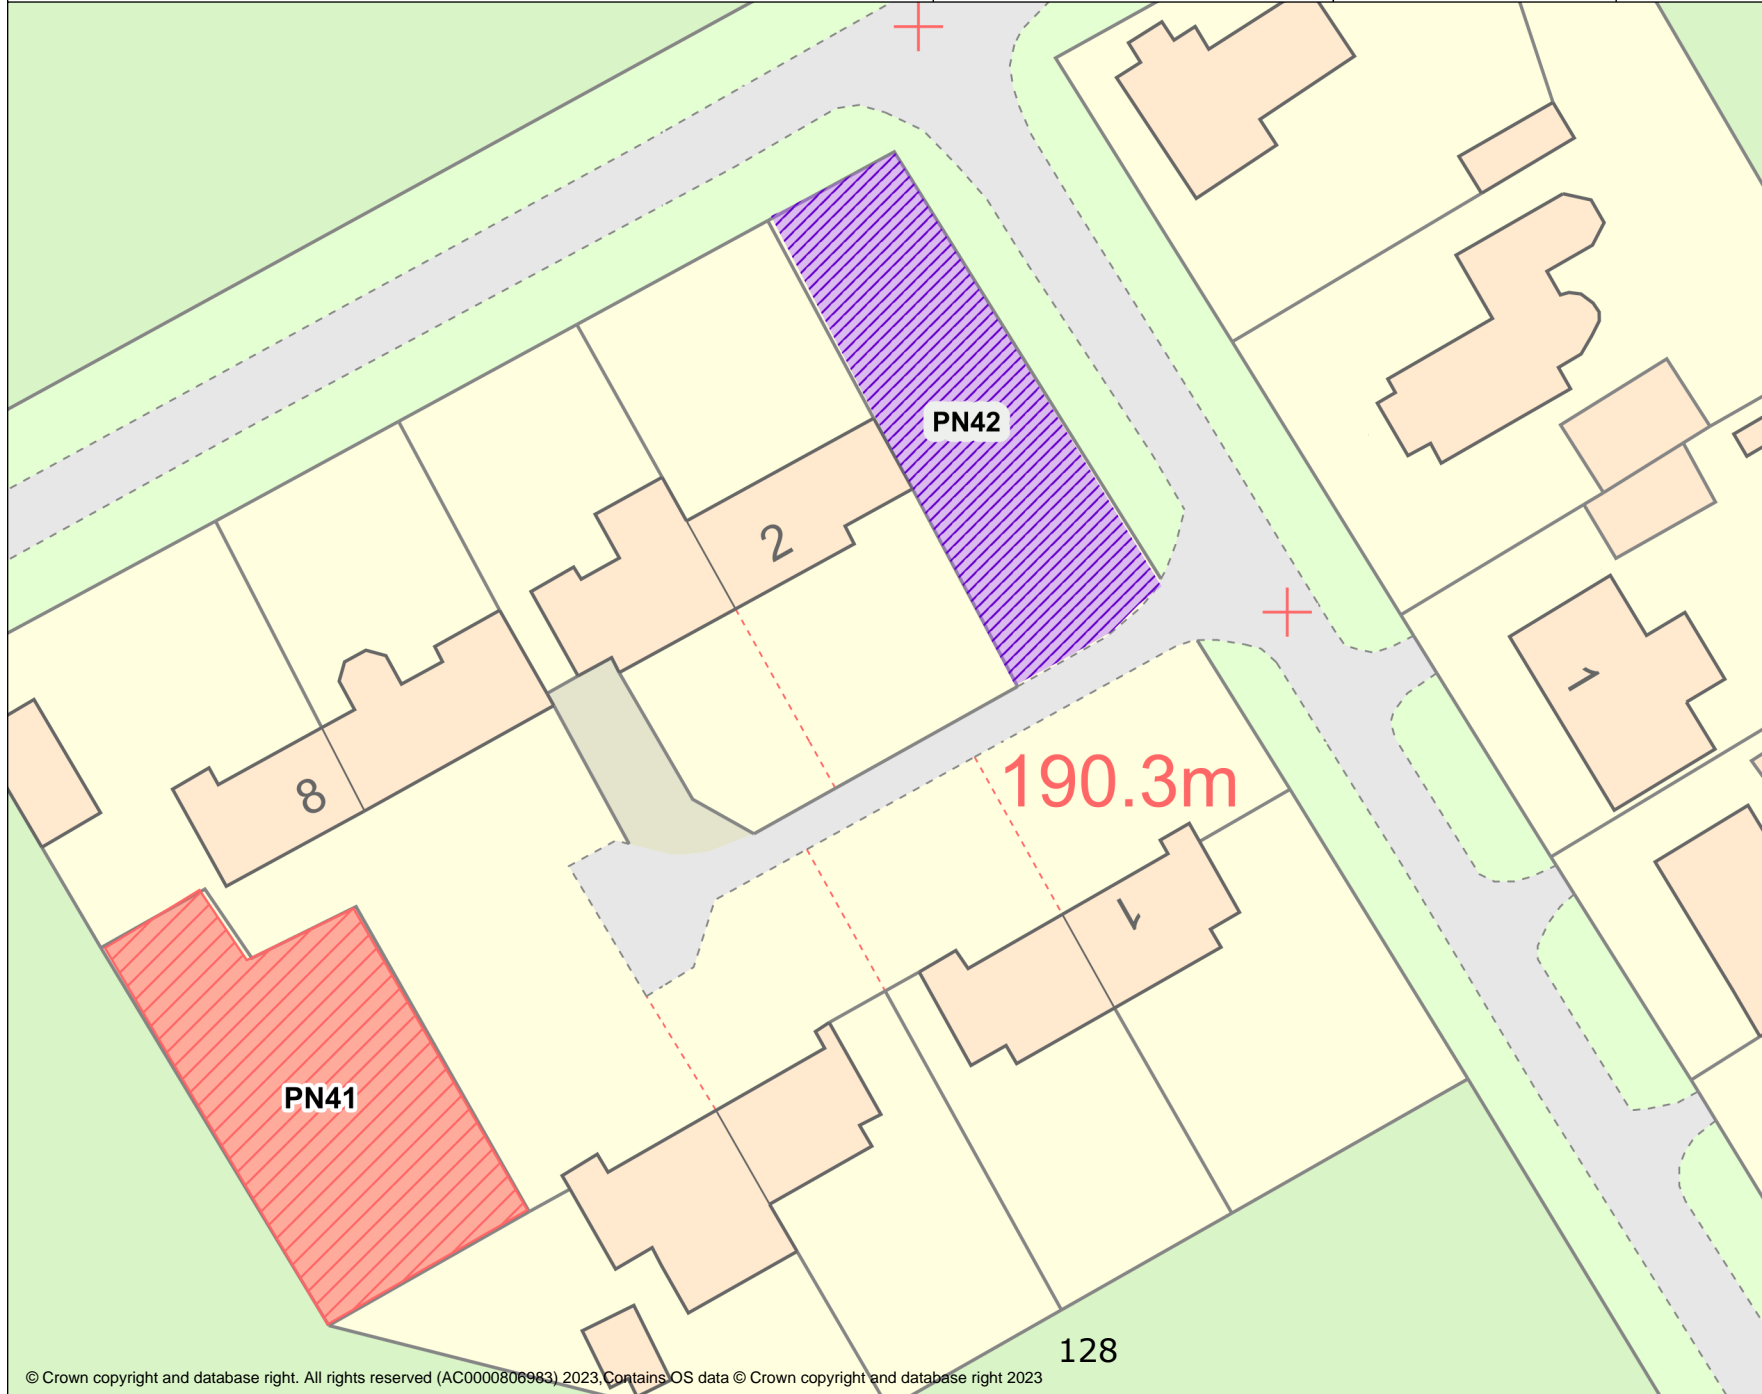 PN42
2
1
190.3m
8
1
PN41
128
© Crown copyright and database right. All rights reserved (AC0000806983) 2023,Contains OS data © Crown copyright and database right 2023